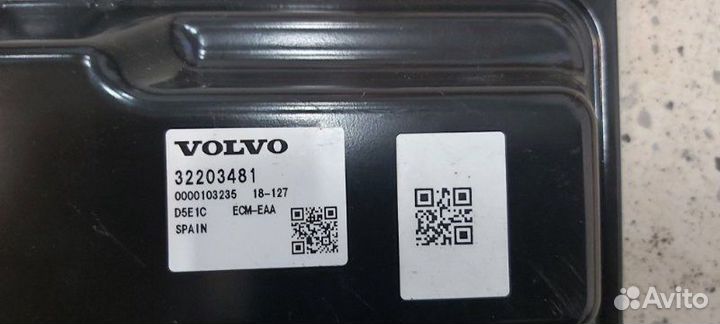 VOLVO
32203481
0000103235 18-127
D5E1C ECM-EAA
SPAIN
Avito